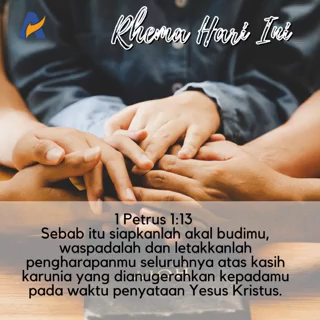 Rhema Hari Ini
1 Petrus 1:13
Sebab itu siapkanlah akal budimu,
waspadalah dan letakkanlah
pengharapanmu seluruhnya atas kasih
karunia yang dianugerahkan kepadamu
pada waktu penyataan Yesus Kristus.